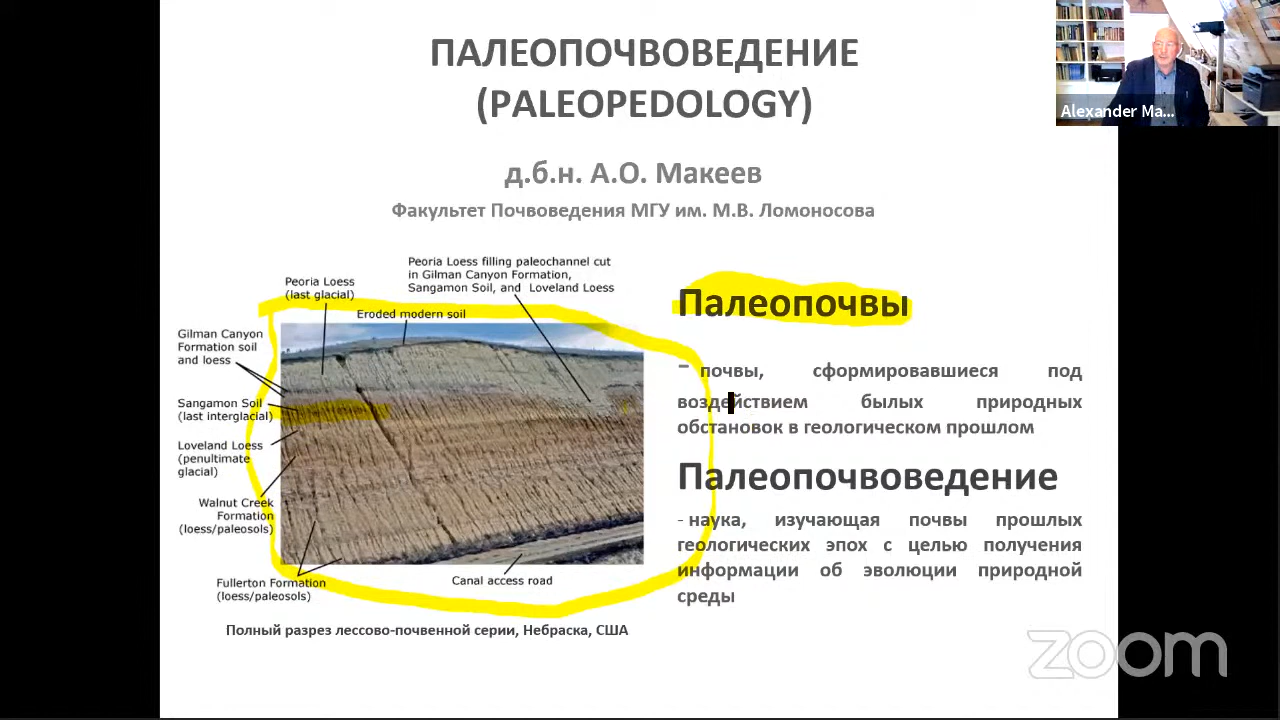 ПАЛЕОПОЧВОВЕДЕНИЕ
(PALEOPEDOLOGY)
Alexander Ma...
д.б.н. А.О. Макеев
Факультет Почвоведения МГУ им. М.В. Ломоносова
Peoria Loess filling paleochannel cut
in Gilman Canyon Formation,
Sangamon Soil, and Loveland Loess
Peoria Loess
(last glacial)
Eroded modern soil
Gilman Canyon
Formation soil
and loess
Sangamon Soil
(last interglacial)
Loveland Loess
(penultimate
glacial)
Walnut Creek
Formation
(loess/paleosols)
Fullerton Formation
(loess/paleosols)
Canal access road
Полный разрез лессово-почвенной серии, Небраска, США
Палеопочвы
- почвы, сформировавшиеся под
воздействием былых природных
обстановок в геологическом прошлом
Палеопочвоведение
- наука, изучающая почвы прошлых
геологических эпох с целью получения
информации об эволюции природной
среды
zoom